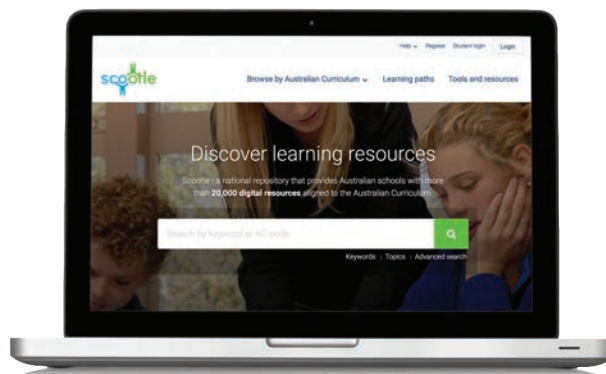 Help Register Student login Login
scootle
Browse by Australian Curriculum Learning paths Tools and resources
Discover learning resources
Scootle - a national repository that provides Australian schools with more
than 20,000 digital resources aligned to the Australian Curriculum.
Search by keyword or AC code
Keywords | Topics | Advanced search